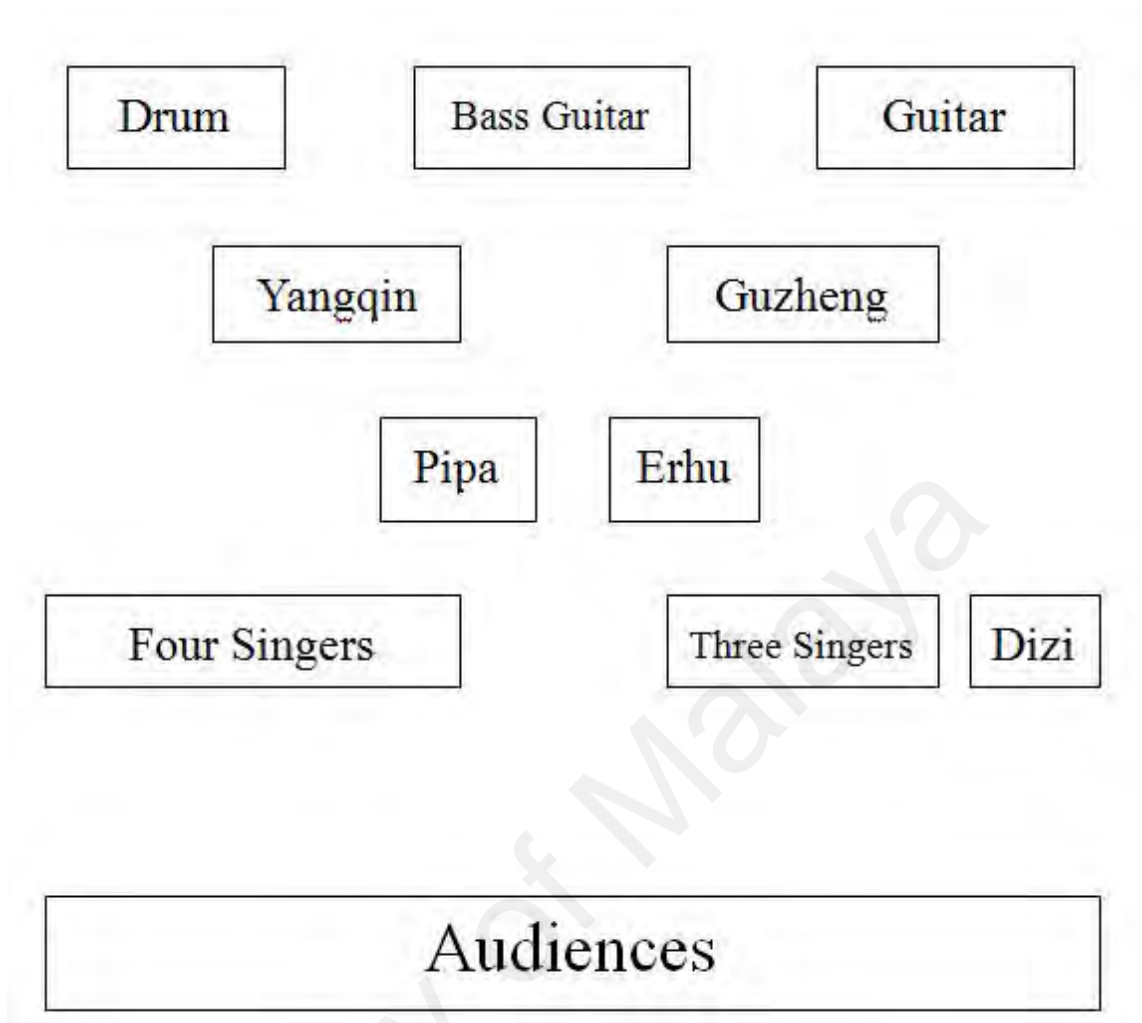 Drum Bass Guitar Guitar
Yangqin Guzheng
Pipa Erhu
Four Singers Three Singers Dizi
Audiences
of Malaya